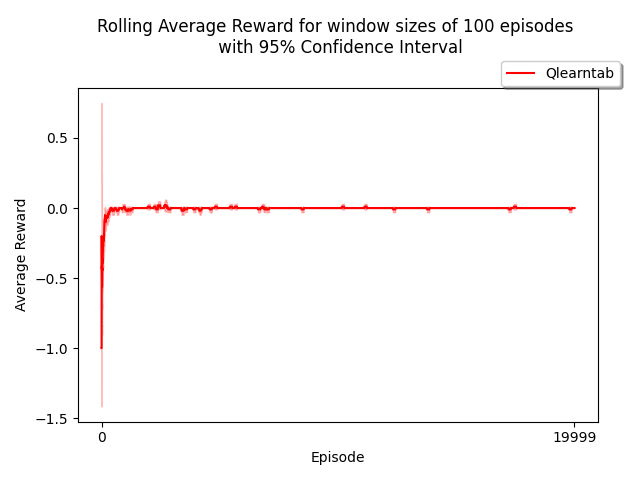 Rolling Average Reward for window sizes of 100 episodes
with 95% Confidence Interval
Qlearntab
0.5
0.0
−0.5
−1.0
−1.5
Average Reward
0
19999
Episode